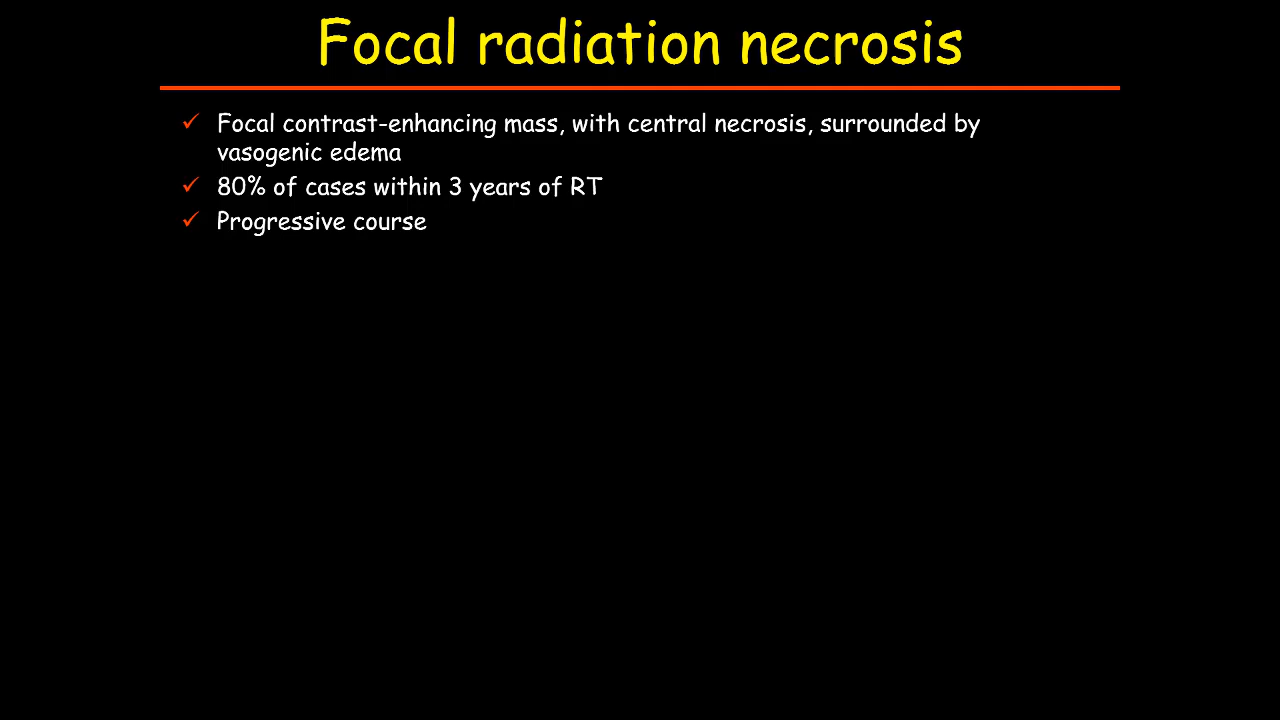 Focal radiation necrosis
✓ Focal contrast-enhancing mass, with central necrosis, surrounded by
vasogenic edema
✓ 80% of cases within 3 years of RT
✓ Progressive course